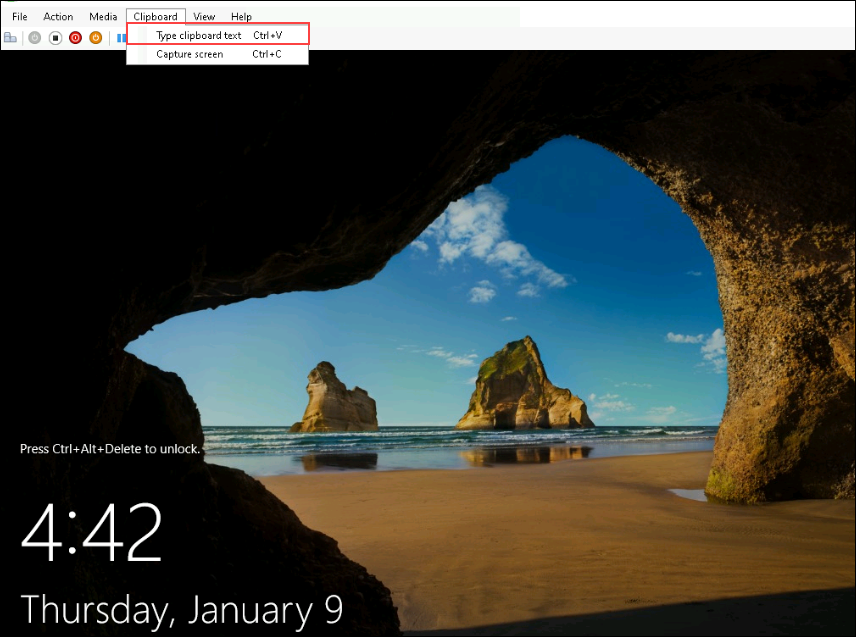 File Action Media Clipboard View Help
Type clipboard text Ctrl+V
Capture screen Ctrl+C
Press Ctrl+Alt+Delete to unlock.
4:42
Thursday, January 9